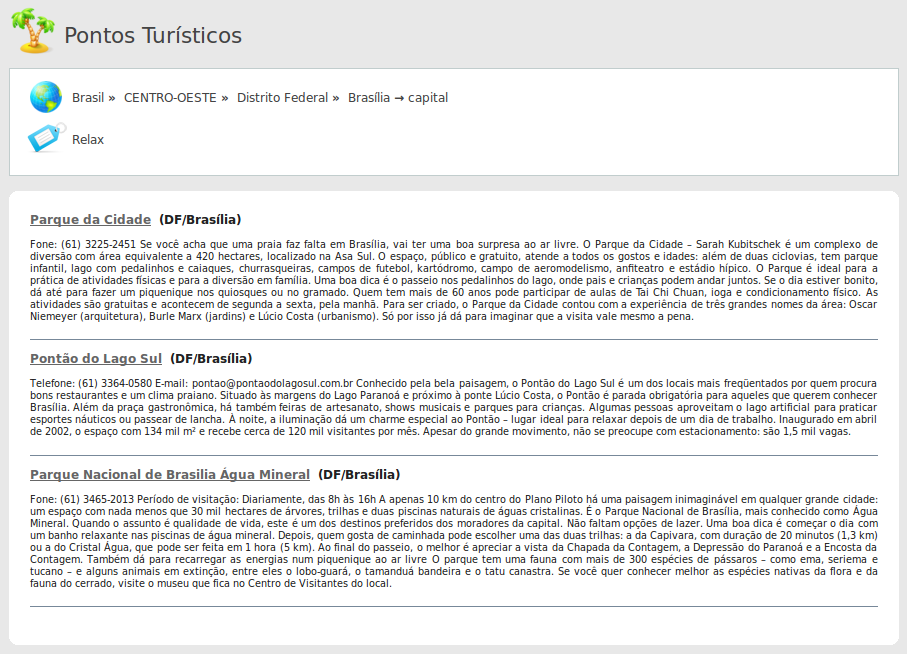 Pontos Turísticos
Brasil » CENTRO-OESTE » Distrito Federal » Brasília → capital
Relax
Parque da Cidade (DF/Brasília)
Fone: (61) 3225-2451 Se você acha que uma praia faz falta em Brasília, vai ter uma boa surpresa ao ar livre. O Parque da Cidade – Sarah Kubitschek é um complexo de
diversão com área equivalente a 420 hectares, localizado na Asa Sul. O espaço, público e gratuito, atende a todos os gostos e idades: além de duas ciclovias, tem parque
infantil, lago com pedalinhos e caiaques, churrasqueiras, campos de futebol, kartódromo, campo de aeromodelismo, anfiteatro e estádio hípico. O Parque é ideal para a
prática de atividades físicas e para a diversão em família. Uma boa dica é o passeio nos pedalinhos do lago, onde pais e crianças podem andar juntos. Se o dia estiver bonito,
dá até para fazer um piquenique nos quiosques ou no gramado. Quem tem mais de 60 anos pode participar de aulas de Tai Chi Chuan, ioga e condicionamento físico. As
atividades são gratuitas e acontecem de segunda a sexta, pela manhã. Para ser criado, o Parque da Cidade contou com a experiência de três grandes nomes da área: Oscar
Niemeyer (arquitetura), Burle Marx (jardins) e Lúcio Costa (urbanismo). Só por isso já dá para imaginar que a visita vale mesmo a pena.
Pontão do Lago Sul (DF/Brasília)
Telefone: (61) 3364-0580 E-mail: pontao@pontaodolagosul.com.br Conhecido pela bela paisagem, o Pontão do Lago Sul é um dos locais mais freqüentados por quem procura
bons restaurantes e um clima praiano. Situado às margens do Lago Paranoá e próximo à ponte Lúcio Costa, o Pontão é parada obrigatória para aqueles que querem conhecer
Brasília. Além da praça gastronômica, há também feiras de artesanato, shows musicais e parques para crianças. Algumas pessoas aproveitam o lago artificial para praticar
esportes náuticos ou passear de lancha. À noite, a iluminação dá um charme especial ao Pontão – lugar ideal para relaxar depois de um dia de trabalho. Inaugurado em abril
de 2002, o espaço com 134 mil m² e recebe cerca de 120 mil visitantes por mês. Apesar do grande movimento, não se preocupe com estacionamento: são 1,5 mil vagas.
Parque Nacional de Brasilia Água Mineral (DF/Brasília)
Fone: (61) 3465-2013 Período de visitação: Diariamente, das 8h às 16h A apenas 10 km do centro do Plano Piloto há uma paisagem inimaginável em qualquer grande cidade:
um espaço com nada menos que 30 mil hectares de árvores, trilhas e duas piscinas naturais de águas cristalinas. É o Parque Nacional de Brasília, mais conhecido como Água
Mineral. Quando o assunto é qualidade de vida, este é um dos destinos preferidos dos moradores da capital. Não faltam opções de lazer. Uma boa dica é começar o dia com
um banho relaxante nas piscinas de água mineral. Depois, quem gosta de caminhada pode escolher uma das duas trilhas: a da Capivara, com duração de 20 minutos (1,3 km)
ou a do Cristal Água, que pode ser feita em 1 hora (5 km). Ao final do passeio, o melhor é apreciar a vista da Chapada da Contagem, a Depressão do Paranoá e a Encosta da
Contagem. Também dá para recarregar as energias num piquenique ao ar livre O parque tem uma fauna com mais de 300 espécies de pássaros – como ema, seriema e
tucano – e alguns animais em extinção, entre eles o lobo-guará, o tamanduá bandeira e o tatu canastra. Se você quer conhecer melhor as espécies nativas da flora e da
fauna do cerrado, visite o museu que fica no Centro de Visitantes do local.